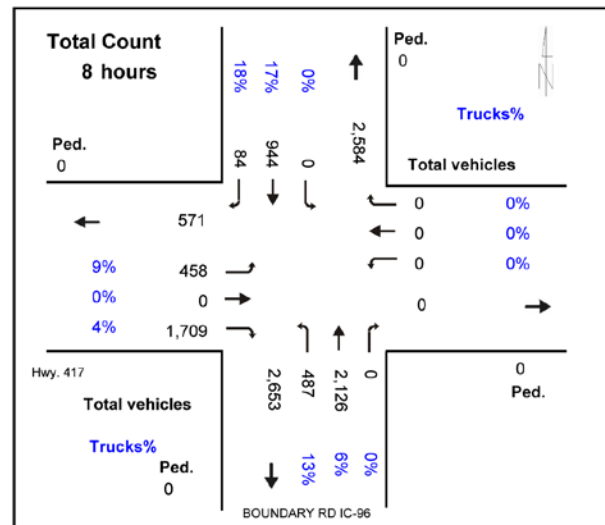 Total Count
8 hours
18% 17% 0%
84 944 0 2,584
Ped.
0
N
Trucks%
Total vehicles
Ped.
0
571
0 0%
0 0%
0 0%
9% 458
0% 0
4% 1,709
0
Hwy. 417
Total vehicles
Trucks%
Ped.
0
2,653 487 2,126 0
13% 6% 0%
0
Ped.
BOUNDARY RD IC-96